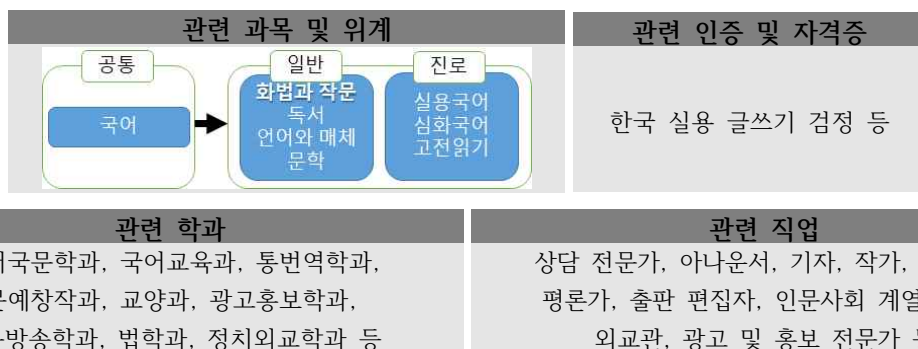 관련 과목 및 위계
공통
국어
일반
화법과 작문
독서
언어와 매체
문학
진로
실용국어
심화국어
고전읽기
관련 인증 및 자격증
한국 실용 글쓰기 검정 등
관련 학과
국문학과, 국어교육과, 통번역학과,
예창작과, 교양과, 광고홍보학과,
방송학과, 법학과, 정치외교학과 등
관련 직업
상담 전문가, 아나운서, 기자, 작가,
평론가, 출판 편집자, 인문사회 계열
외교관, 광고 및 홍보 전문가